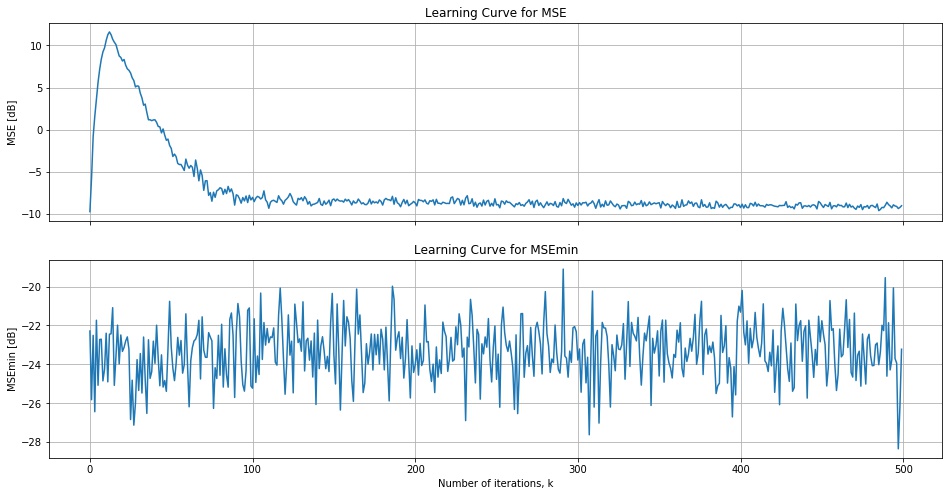 Learning Curve for MSE
MSE [dB]
10
5
0
−5
−10
Learning Curve for MSEmin
MSEmin [dB]
−20
−22
−24
−26
−28
0 100 200 300 400 500
Number of iterations, k